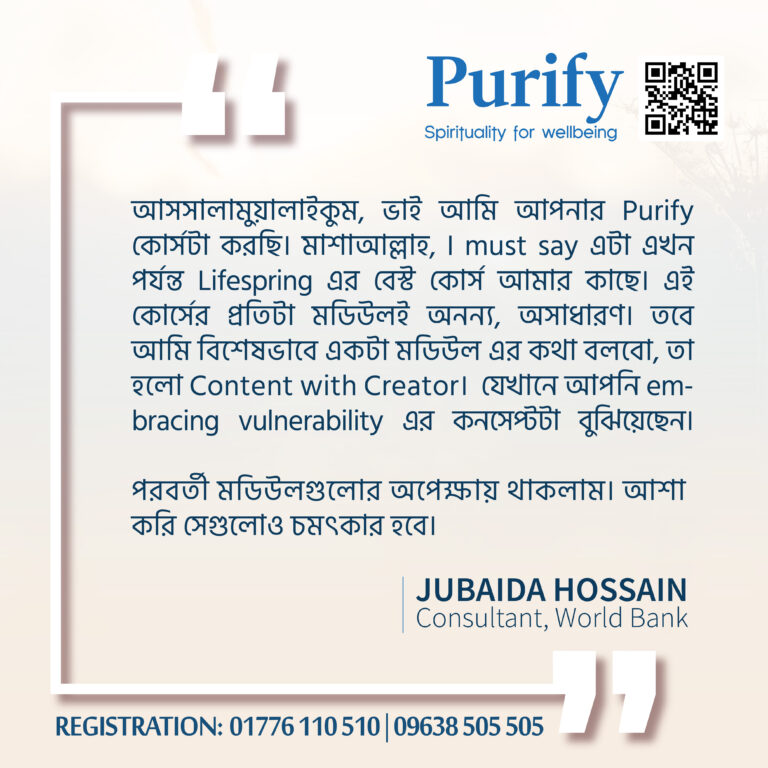 Purify
Spirituality for wellbeing
আসসালামুয়ালাইকুম, ভাই আমি আপনার Purify
কোর্সটা করছি। মাশাআল্লাহ, I must say এটা এখন
পর্যন্ত Lifespring এর বেস্ট কোর্স আমার কাছে। এই
কোর্সের প্রতিটা মডিউলই অনন্য, অসাধারণ। তবে
আমি বিশেষভাবে একটা মডিউল এর কথা বলবো, তা
হলো Content with Creator। যেখানে আপনি em-
bracing vulnerability এর কনসেপ্টটা বুঝিয়েছেন।
পরবর্তী মডিউলগুলোর অপেক্ষায় থাকলাম। আশা
করি সেগুলোও চমৎকার হবে।
JUBAIDA HOSSAIN
Consultant, World Bank
REGISTRATION: 01776 110 510 | 09638 505 505